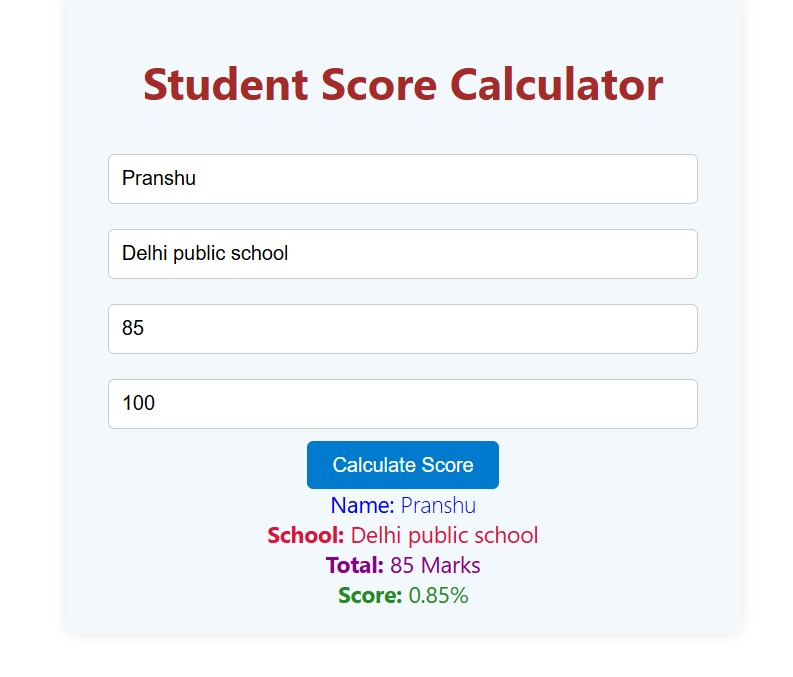 Student Score Calculator
Pranshu
Delhi public school
85
100
Calculate Score
Name: Pranshu
School: Delhi public school
Total: 85 Marks
Score: 0.85%